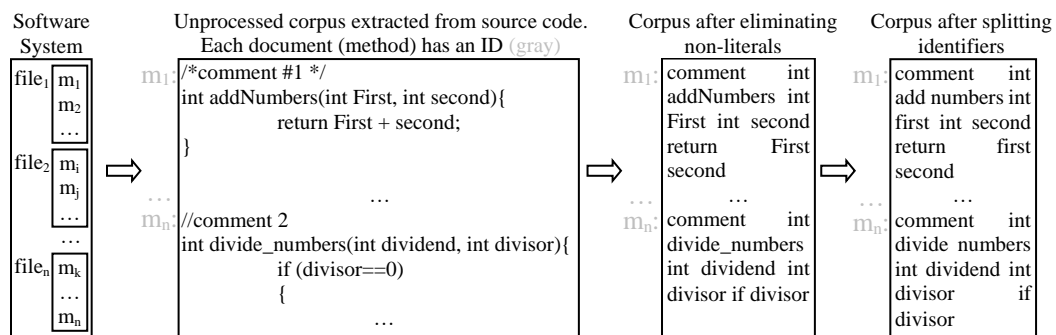 Software
System
file1 m1
m2
…
file2 mi
mj
…
…
filen mk
…
mn
Unprocessed corpus extracted from source code.
Each document (method) has an ID (gray)
m1: /*comment #1 */
int addNumbers(int First, int second){
return First + second;
}
… …
mn: //comment 2
int divide_numbers(int dividend, int divisor){
if (divisor==0)
{
…
Corpus after eliminating
non-literals
m1: comment int
addNumbers int
First int second
return First
second
… …
mn: comment int
divide_numbers
int dividend int
divisor if divisor
Corpus after splitting
identifiers
m1: comment int
add numbers int
first int second
return first
second
… …
mn: comment int
divide numbers
int dividend int
divisor if
divisor